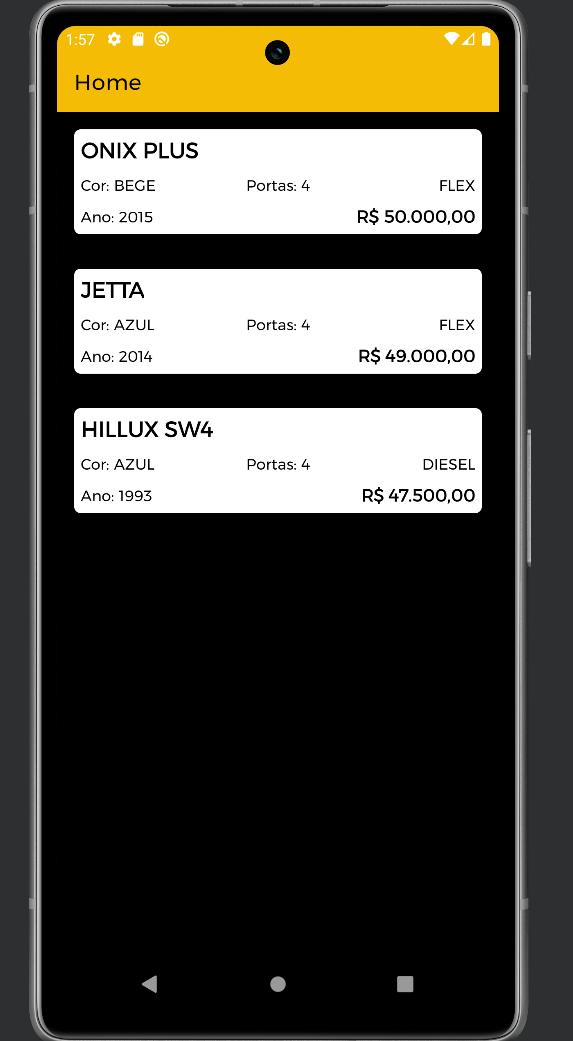 1:57
Home
ONIX PLUS
Cor: BEGE Portas: 4 FLEX
Ano: 2015 R$ 50.000,00
JETTA
Cor: AZUL Portas: 4 FLEX
Ano: 2014 R$ 49.000,00
HILLUX SW4
Cor: AZUL Portas: 4 DIESEL
Ano: 1993 R$ 47.500,00